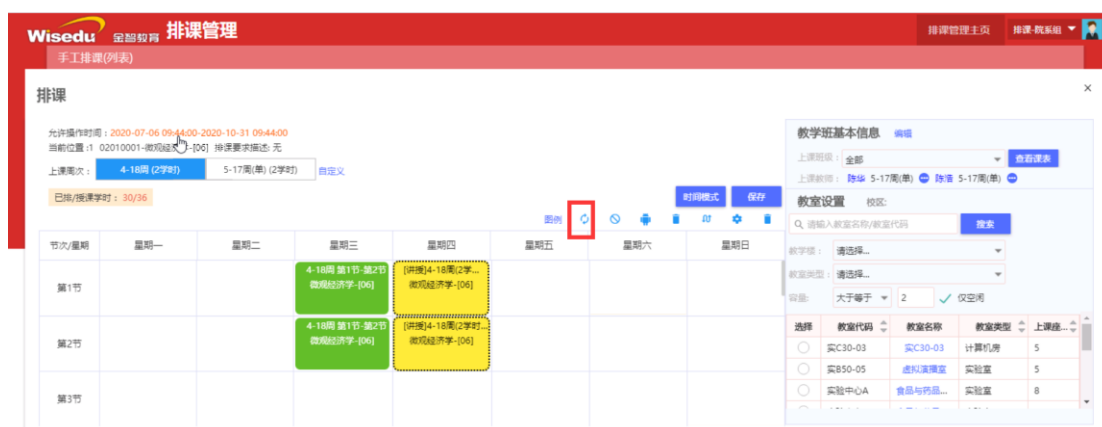 Wisedu 金智教育 排课管理 排课管理主页 排课-院系组
手工排课(列表)
排课 ×
允许操作时间：2020-07-06 09:44:00-2020-10-31 09:44:00
当前位置：1 02010001-微观经济学-[06] 排课要求描述: 无
上课周次： 4-18周 (2学时) 5-17周(单) (2学时) 自定义
已排/授课学时：30/36
时间模式 保存
图例
节次/星期 星期一 星期二 星期三 星期四 星期五 星期六 星期日
第1节
4-18周 第1节-第2节
微观经济学-[06]
[讲授]4-18周(2学...
微观经济学-[06]
第2节
4-18周 第1节-第2节
微观经济学-[06]
[讲授]4-18周(2学时...
微观经济学-[06]
第3节
教学班基本信息 编辑
上课班级：全部 查看课表
上课教师： 陈华 5-17周(单) 陈浩 5-17周(单)
教室设置 校区:
请输入教室名称/教室代码 搜索
教学楼： 请选择...
教室类型： 请选择...
容量: 大于等于 2 仅空闲
选择 教室代码 教室名称 教室类型 上课座...
实C30-03 实C30-03 计算机房 5
实B50-05 虚拟演播室 实验室 5
实验中心A 食品与药品... 实验室 8